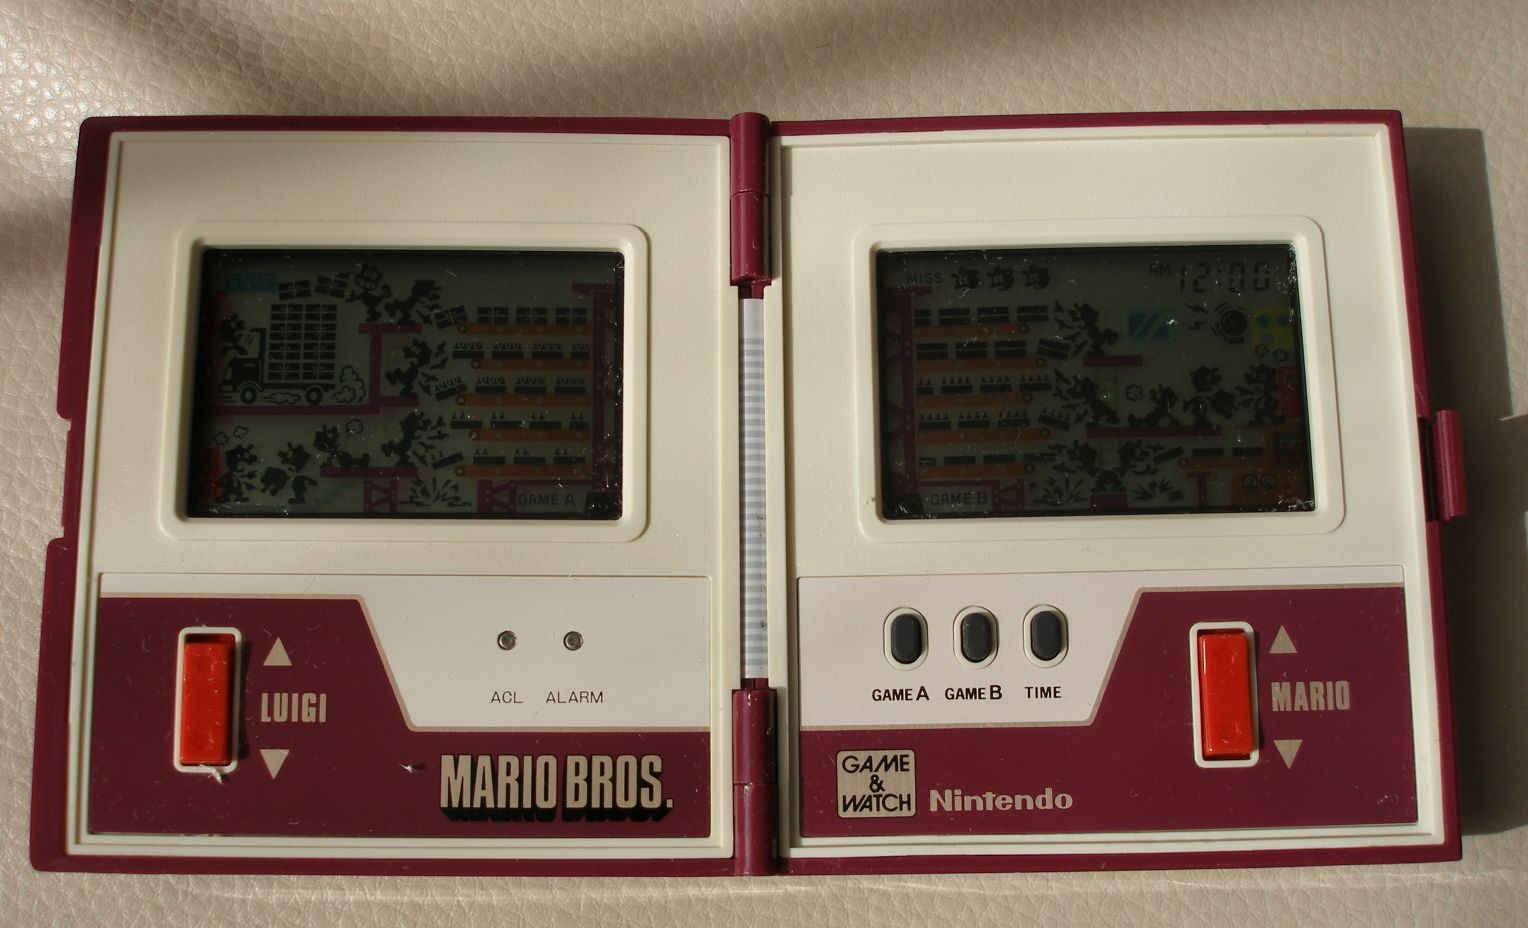 MISS
AM 12:00
GAME A
GAME B
LUIGI
ACL ALARM
MARIO BROS.
GAME A GAME B TIME
MARIO
GAME
&
WATCH
Nintendo